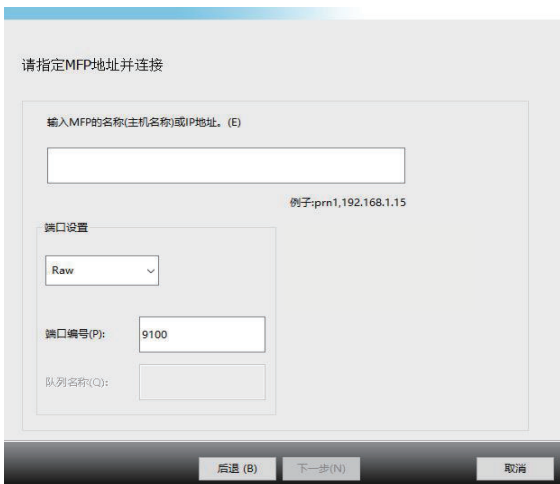 请指定MFP地址并连接
输入MFP的名称(主机名称)或IP地址。(E)
例子:prn1,192.168.1.15
端口设置
Raw
端口编号(P):
9100
队列名称(Q):
后退 (B)
下一步(N)
取消